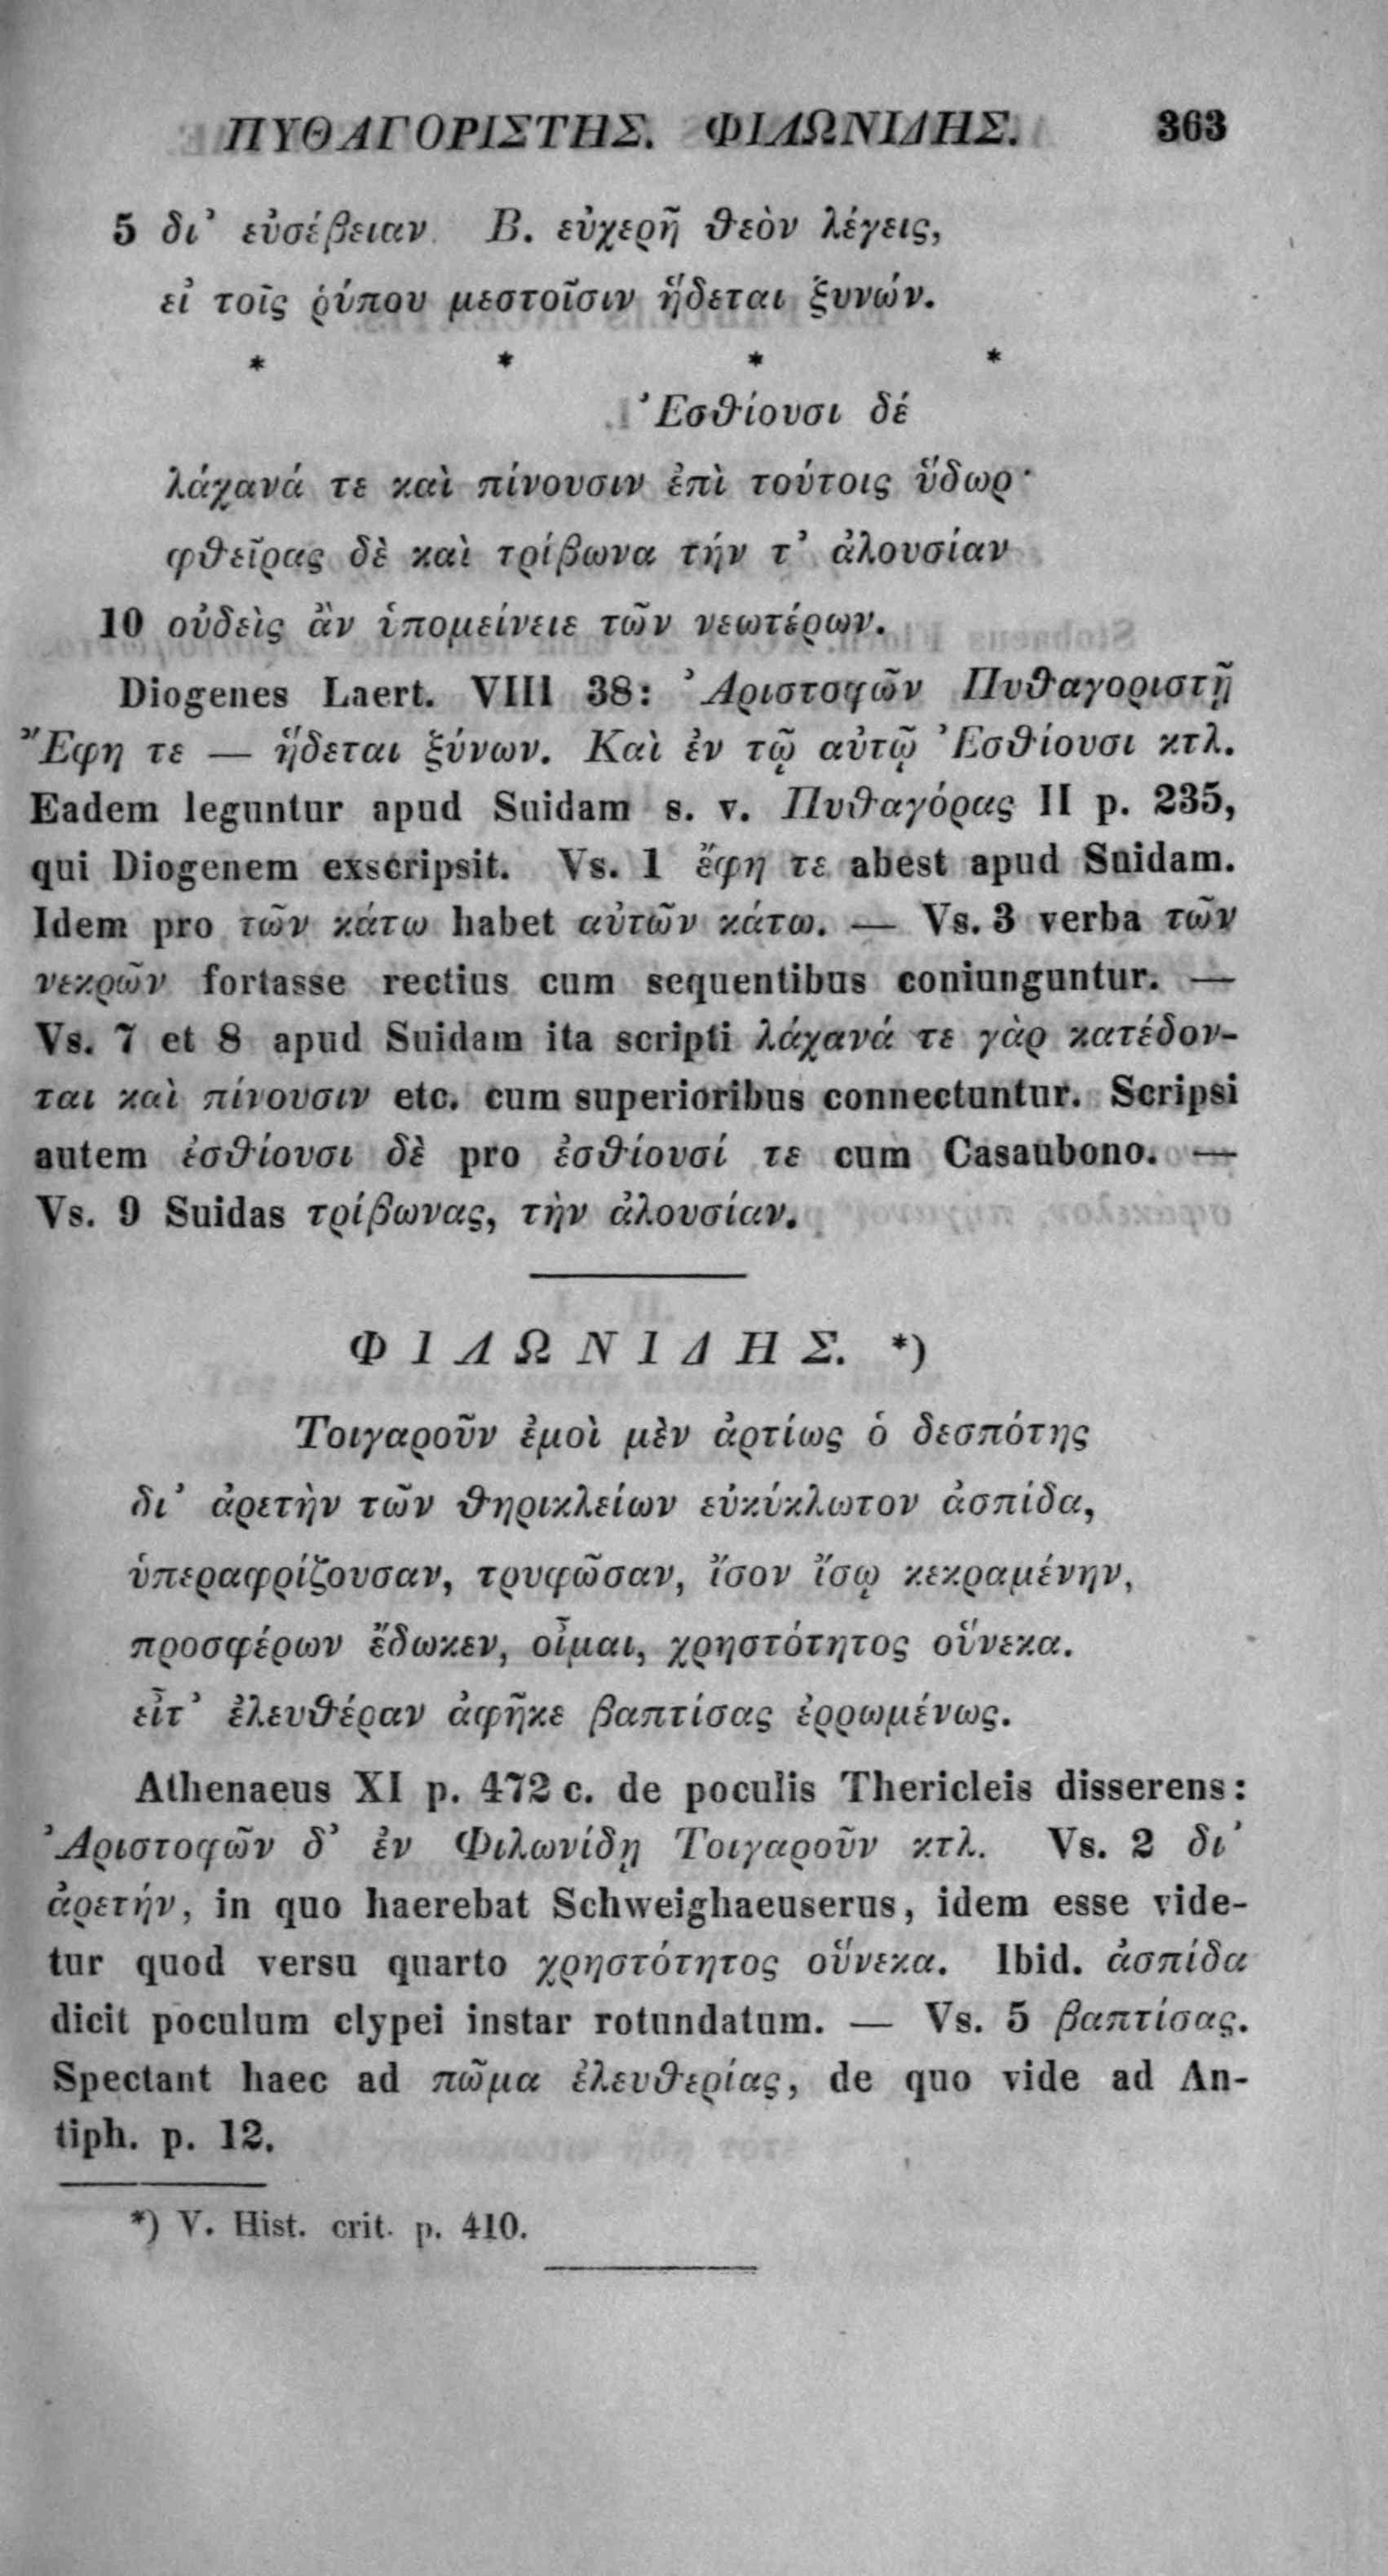 ΠΥΘΑΓΟΡΙΣΤΗΣ. ΦΙΛΩΝΙΔΗΣ. 363
5 δι᾽ εὐσέβειαν. Β. εὐχερῆ θεὸν λέγεις,
εἰ τοῖς ῥύπου μεστοῖσιν ἥδεται ξυνών.
* * * *
Ἐσθίουσι δέ
λάχανά τε καὶ πίνουσιν ἐπὶ τούτοις ὕδωρ·
φθεῖρας δὲ καὶ τρίβωνα τήν τ᾽ ἀλουσίαν
10 οὐδεὶς ἂν ὑπομείνειε τῶν νεωτέρων.
Diogenes Laert. VIII 38: Ἀριστοφῶν Πυθαγοριστῇ
Ἔφη τε — ἥδεται ξύνων. Καὶ ἐν τῷ αὐτῷ Ἐσθίουσι κτλ.
Eadem leguntur apud Suidam s. v. Πυθαγόρας II p. 235,
qui Diogenem exscripsit. Vs. 1 ἔφη τε abest apud Suidam.
Idem pro τῶν κάτω habet αὐτῶν κάτω. — Vs. 3 verba τῶν
νεκρῶν fortasse rectius cum sequentibus coniunguntur. —
Vs. 7 et 8 apud Suidam ita scripti λάχανά τε γὰρ κατέδον-
ται καὶ πίνουσιν etc. cum superioribus connectuntur. Scripsi
autem ἐσθίουσι δὲ pro ἐσθίουσί τε cum Casaubono. —
Vs. 9 Suidas τρίβωνας, τὴν ἀλουσίαν.
ΦΙΛΩΝΙΔΗΣ. *)
Τοιγαροῦν ἐμοὶ μὲν ἀρτίως ὁ δεσπότης
δι᾽ ἀρετὴν τῶν θηρικλείων εὐκύκλωτον ἀσπίδα,
ὑπεραφρίζουσαν, τρυφῶσαν, ἴσον ἴσῳ κεκραμένην,
προσφέρων ἔδωκεν, οἶμαι, χρηστότητος οὕνεκα.
εἶτ᾽ ἐλευθέραν ἀφῆκε βαπτίσας ἐρρωμένως.
Athenaeus XI p. 472 c. de poculis Thericleis disserens:
Ἀριστοφῶν δ᾽ ἐν Φιλωνίδῃ Τοιγαροῦν κτλ. Vs. 2 δι᾽
ἀρετήν, in quo haerebat Schweighaeuserus, idem esse vide-
tur quod versu quarto χρηστότητος οὕνεκα. Ibid. ἀσπίδα
dicit poculum clypei instar rotundatum. — Vs. 5 βαπτίσας.
Spectant haec ad πῶμα ἐλευθερίας, de quo vide ad An-
tiph. p. 12.
*) V. Hist. crit. p. 410.